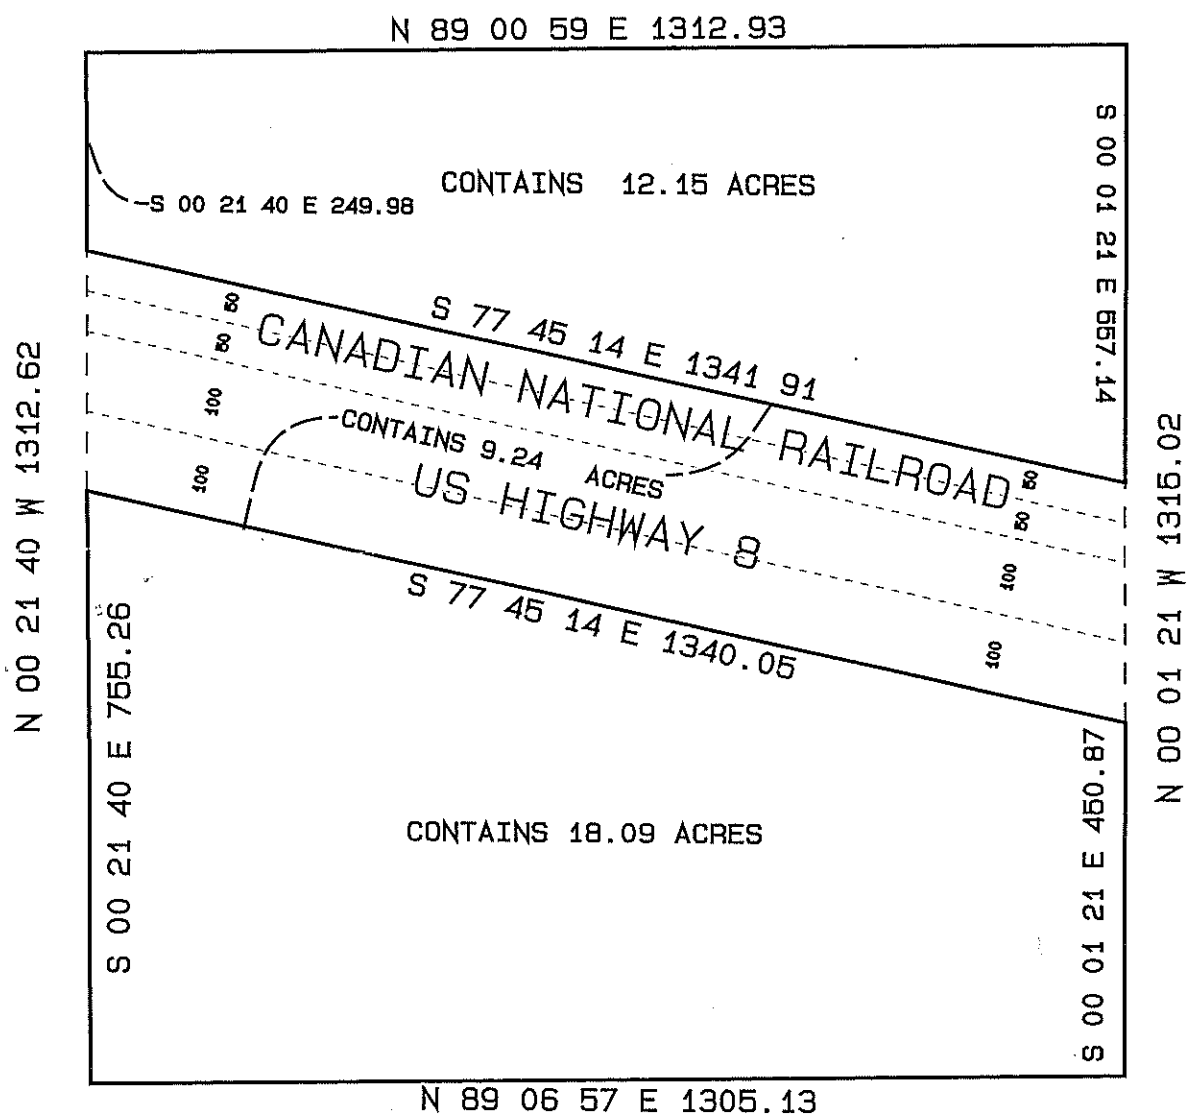 N 89 00 59 E 1312.93
S 00 01 21 E 557.14
CONTAINS 12.15 ACRES
S 00 21 40 E 249.98
S 77 45 14 E 1341 91
50
CANADIAN NATIONAL RAILROAD
50
50
50
N 00 21 40 W 1312.62
100
CONTAINS 9.24 ACRES
100
N 00 01 21 W 1315.02
US HIGHWAY 8
100
100
S 77 45 14 E 1340.05
S 00 21 40 E 755.26
S 00 01 21 E 450.87
CONTAINS 18.09 ACRES
N 89 06 57 E 1305.13